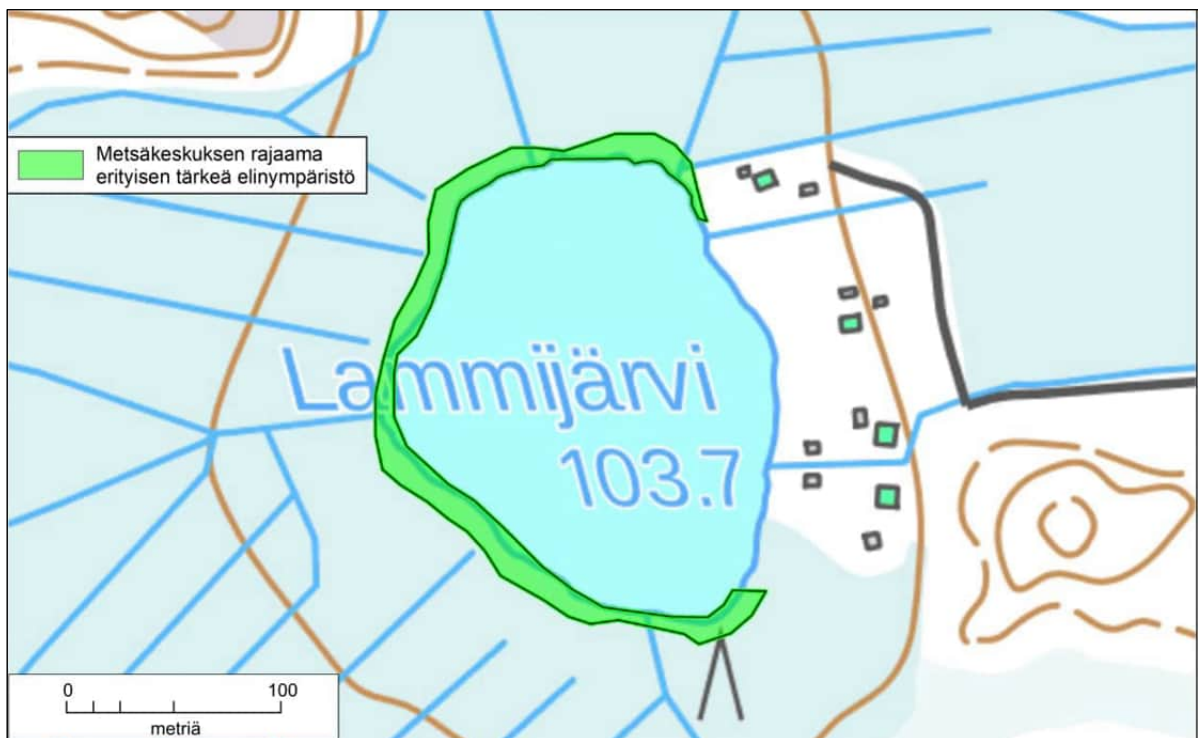 Metsäkeskuksen rajaama
erityisen tärkeä elinympäristö
Lammijärvi
103.7
0 100
metriä